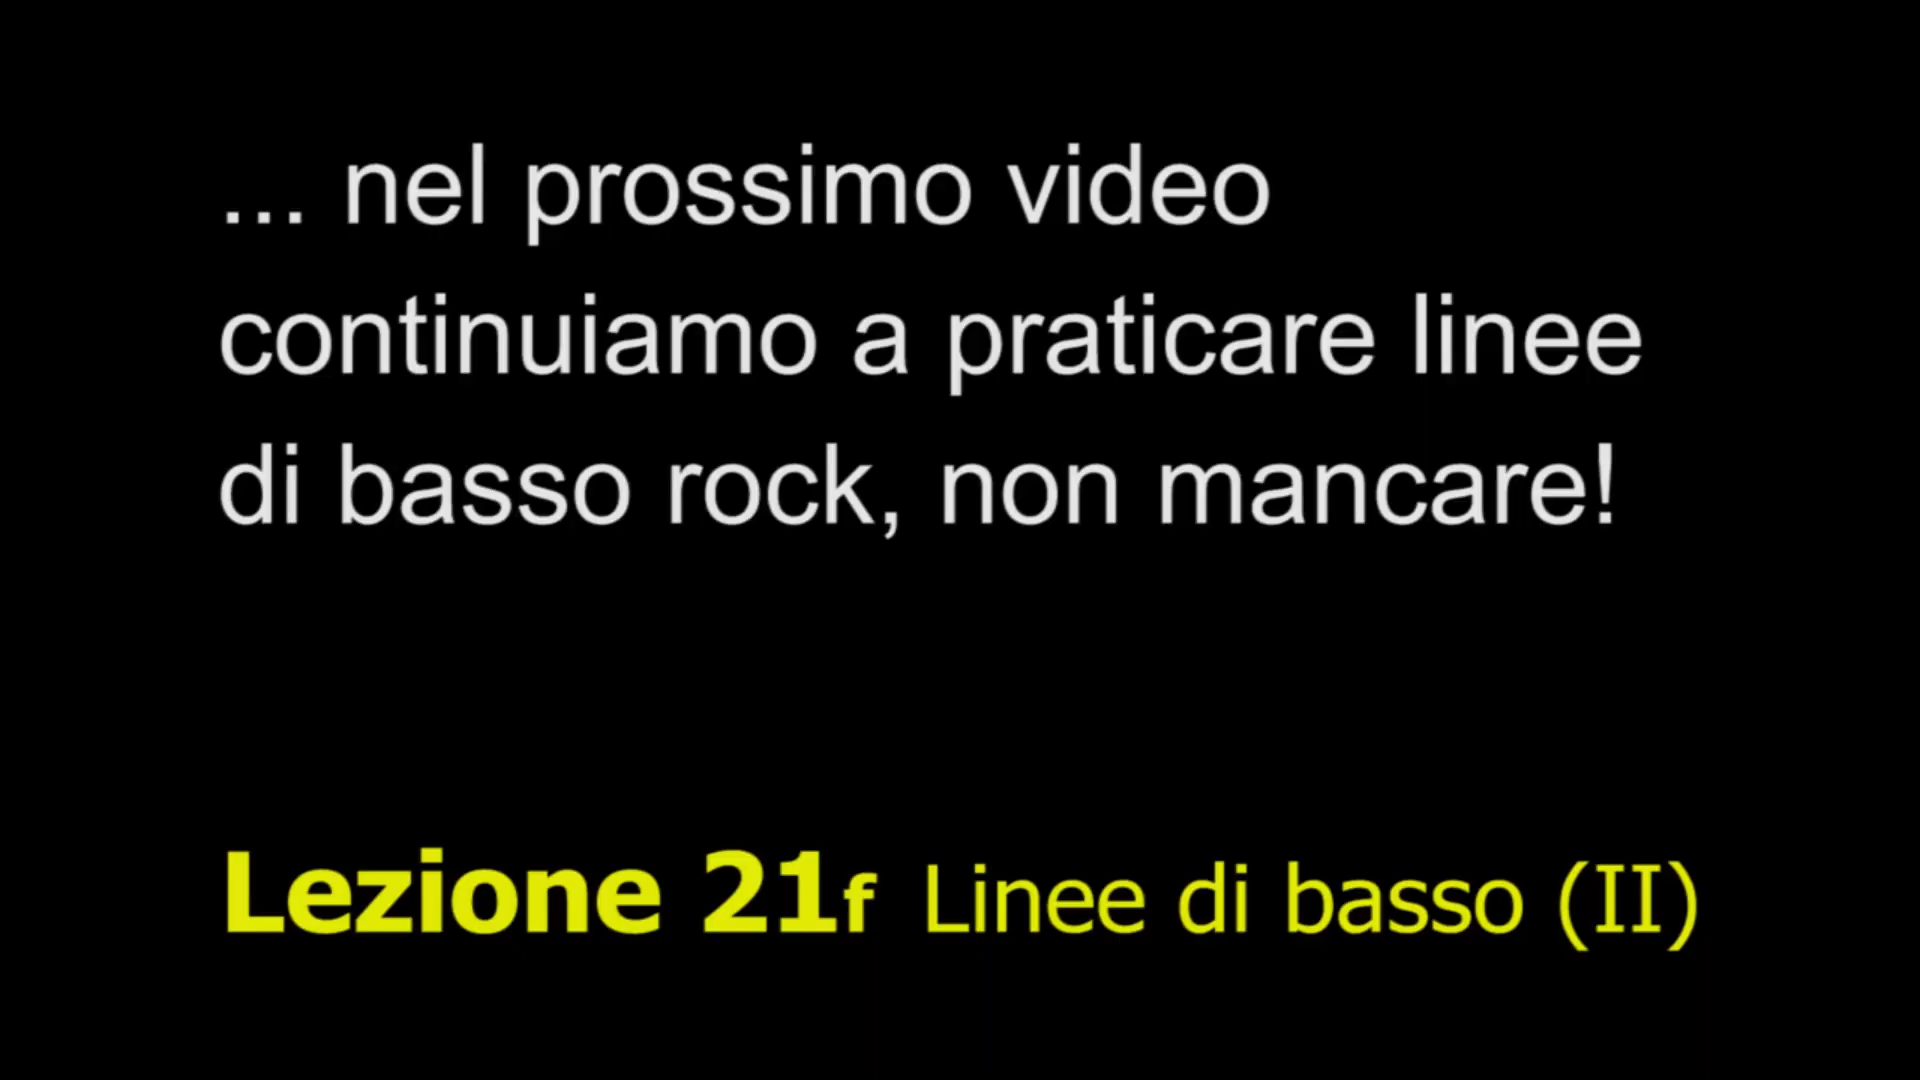 ... nel prossimo video
continuiamo a praticare linee
di basso rock, non mancare!
Lezione 21f Linee di basso (II)